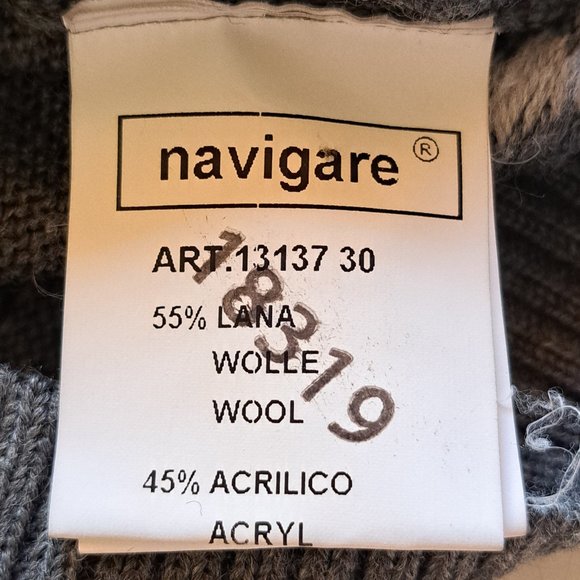 navigare ®
ART.13137 30
18319
55% LANA
WOLLE
WOOL
45% ACRILICO
ACRYL